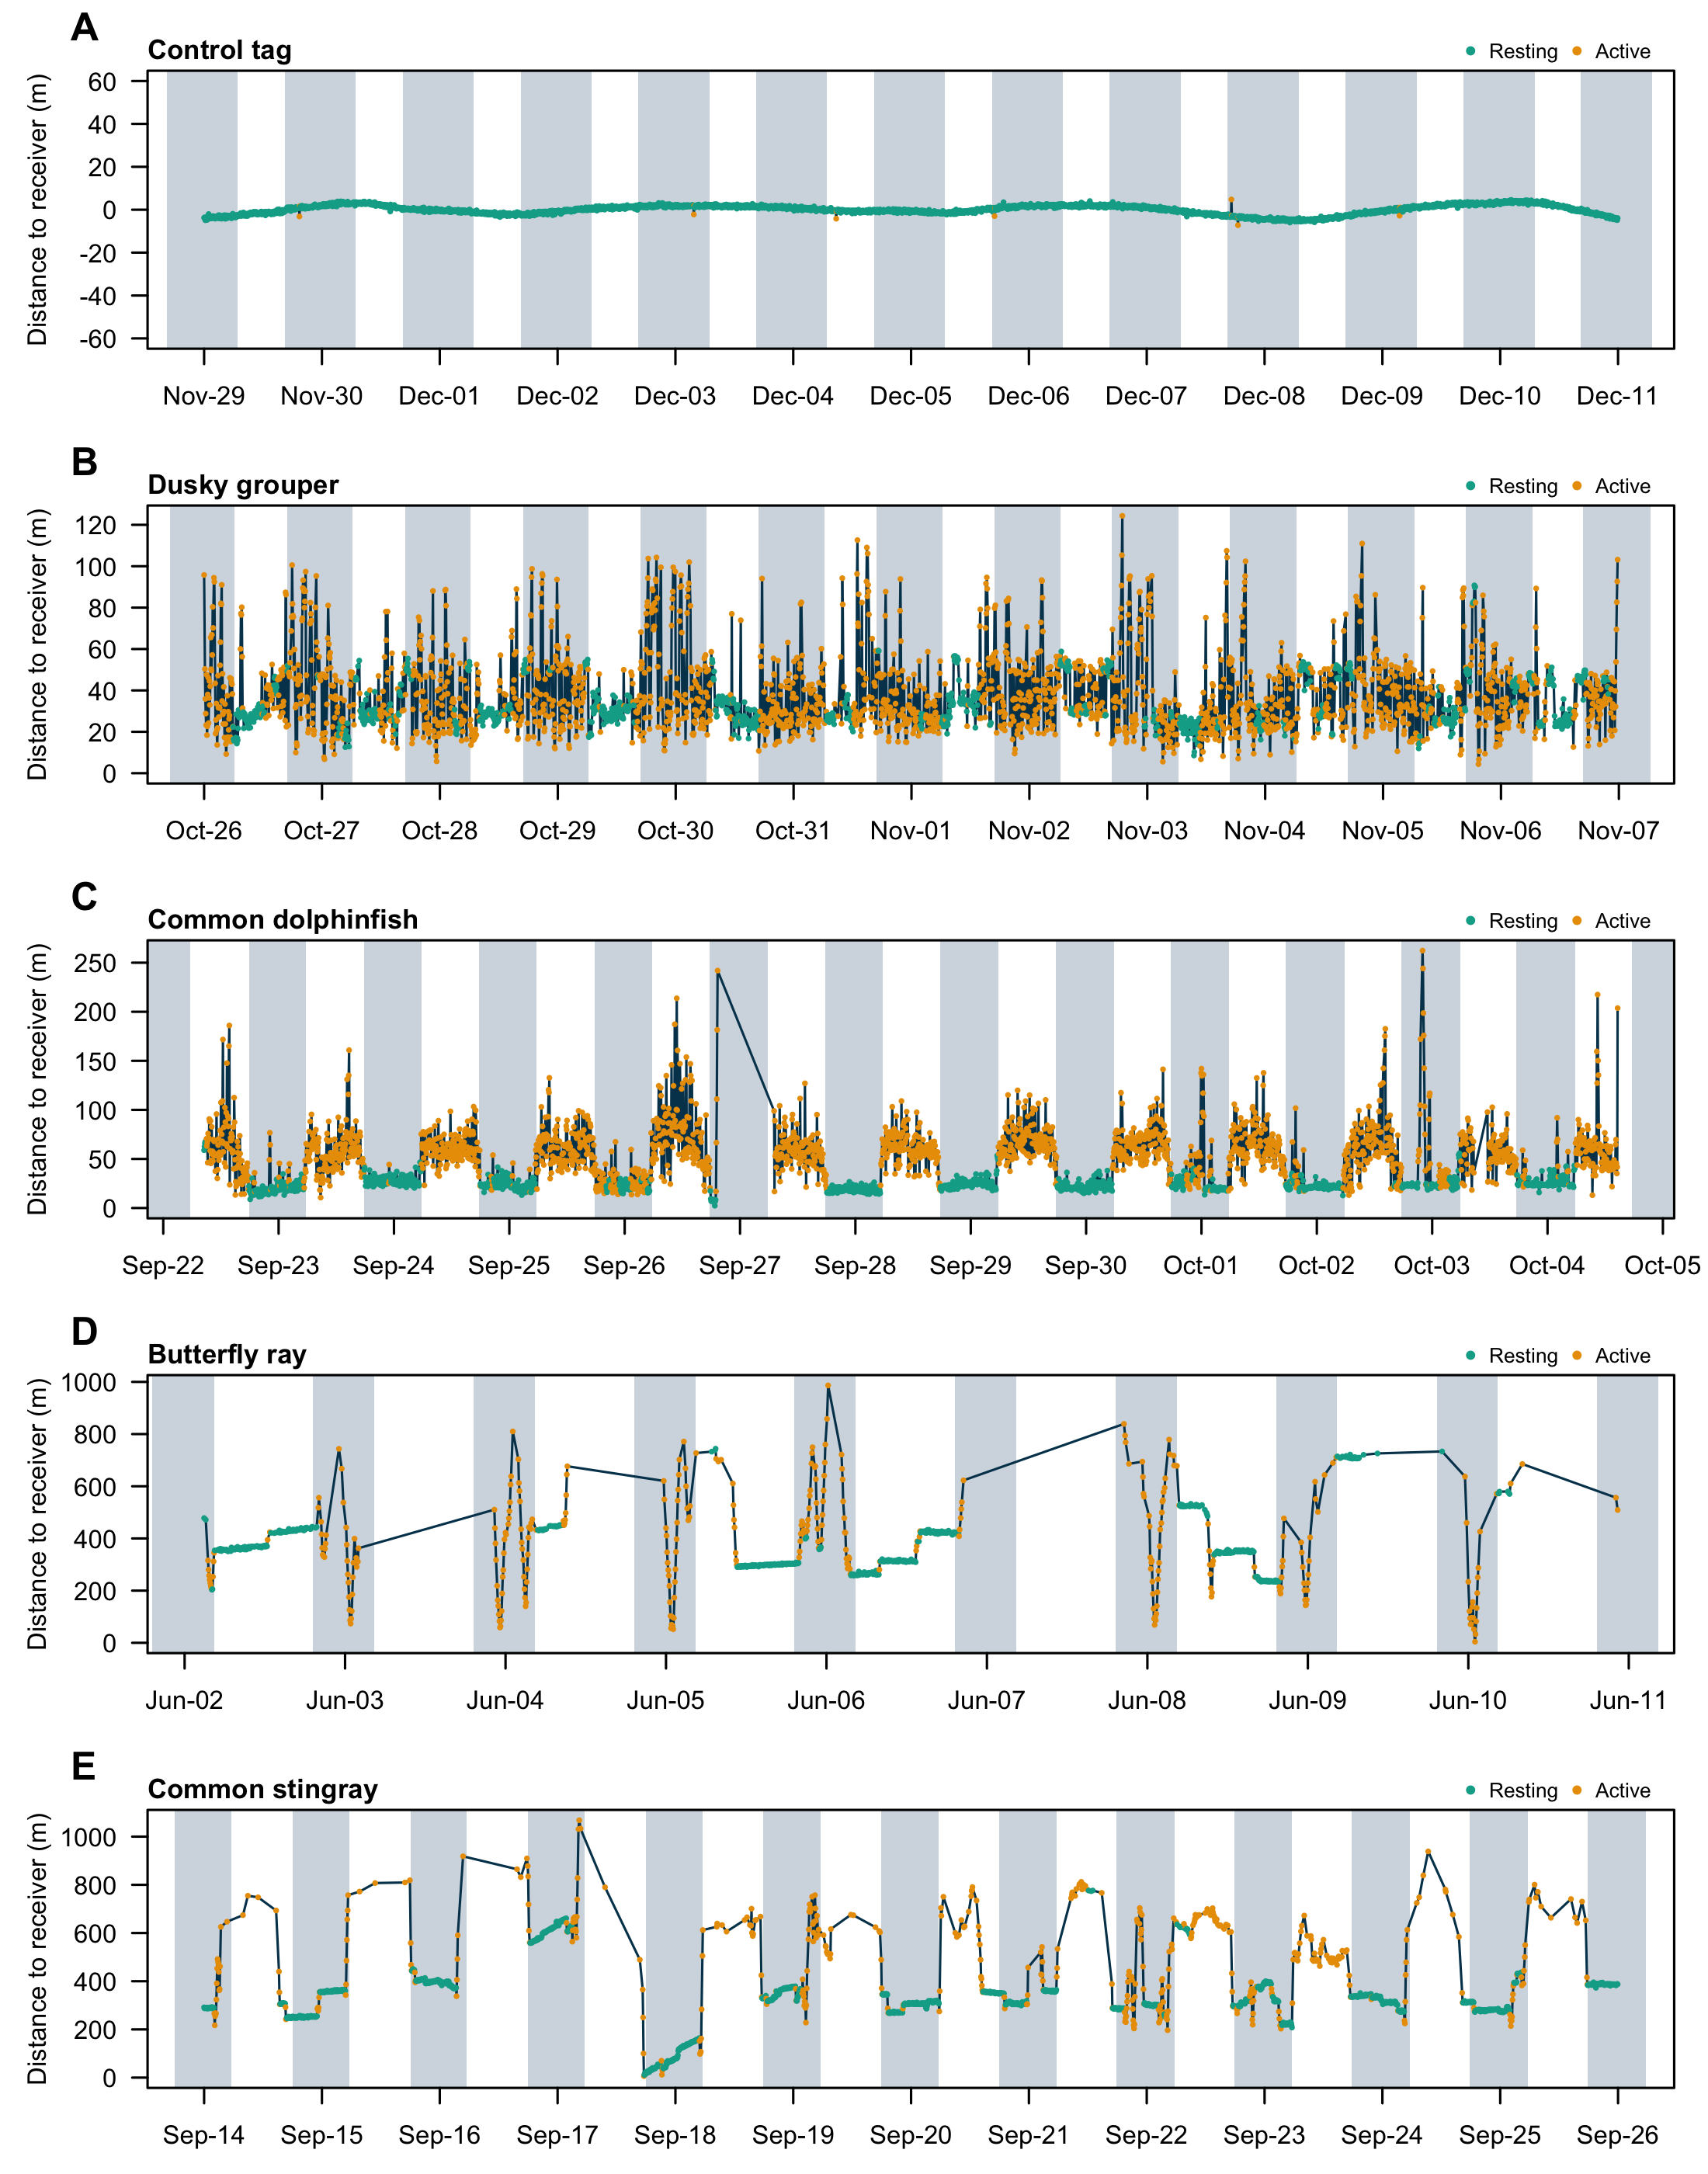 A
Control tag
Resting Active
Distance to receiver (m)
60
40
20
0
-20
-40
-60
Nov-29 Nov-30 Dec-01 Dec-02 Dec-03 Dec-04 Dec-05 Dec-06 Dec-07 Dec-08 Dec-09 Dec-10 Dec-11
B
Dusky grouper
Resting Active
Distance to receiver (m)
120
100
80
60
40
20
0
Oct-26 Oct-27 Oct-28 Oct-29 Oct-30 Oct-31 Nov-01 Nov-02 Nov-03 Nov-04 Nov-05 Nov-06 Nov-07
C
Common dolphinfish
Resting Active
Distance to receiver (m)
250
200
150
100
50
0
Sep-22 Sep-23 Sep-24 Sep-25 Sep-26 Sep-27 Sep-28 Sep-29 Sep-30 Oct-01 Oct-02 Oct-03 Oct-04 Oct-05
D
Butterfly ray
Resting Active
Distance to receiver (m)
1000
800
600
400
200
0
Jun-02 Jun-03 Jun-04 Jun-05 Jun-06 Jun-07 Jun-08 Jun-09 Jun-10 Jun-11
E
Common stingray
Resting Active
Distance to receiver (m)
1000
800
600
400
200
0
Sep-14 Sep-15 Sep-16 Sep-17 Sep-18 Sep-19 Sep-20 Sep-21 Sep-22 Sep-23 Sep-24 Sep-25 Sep-26